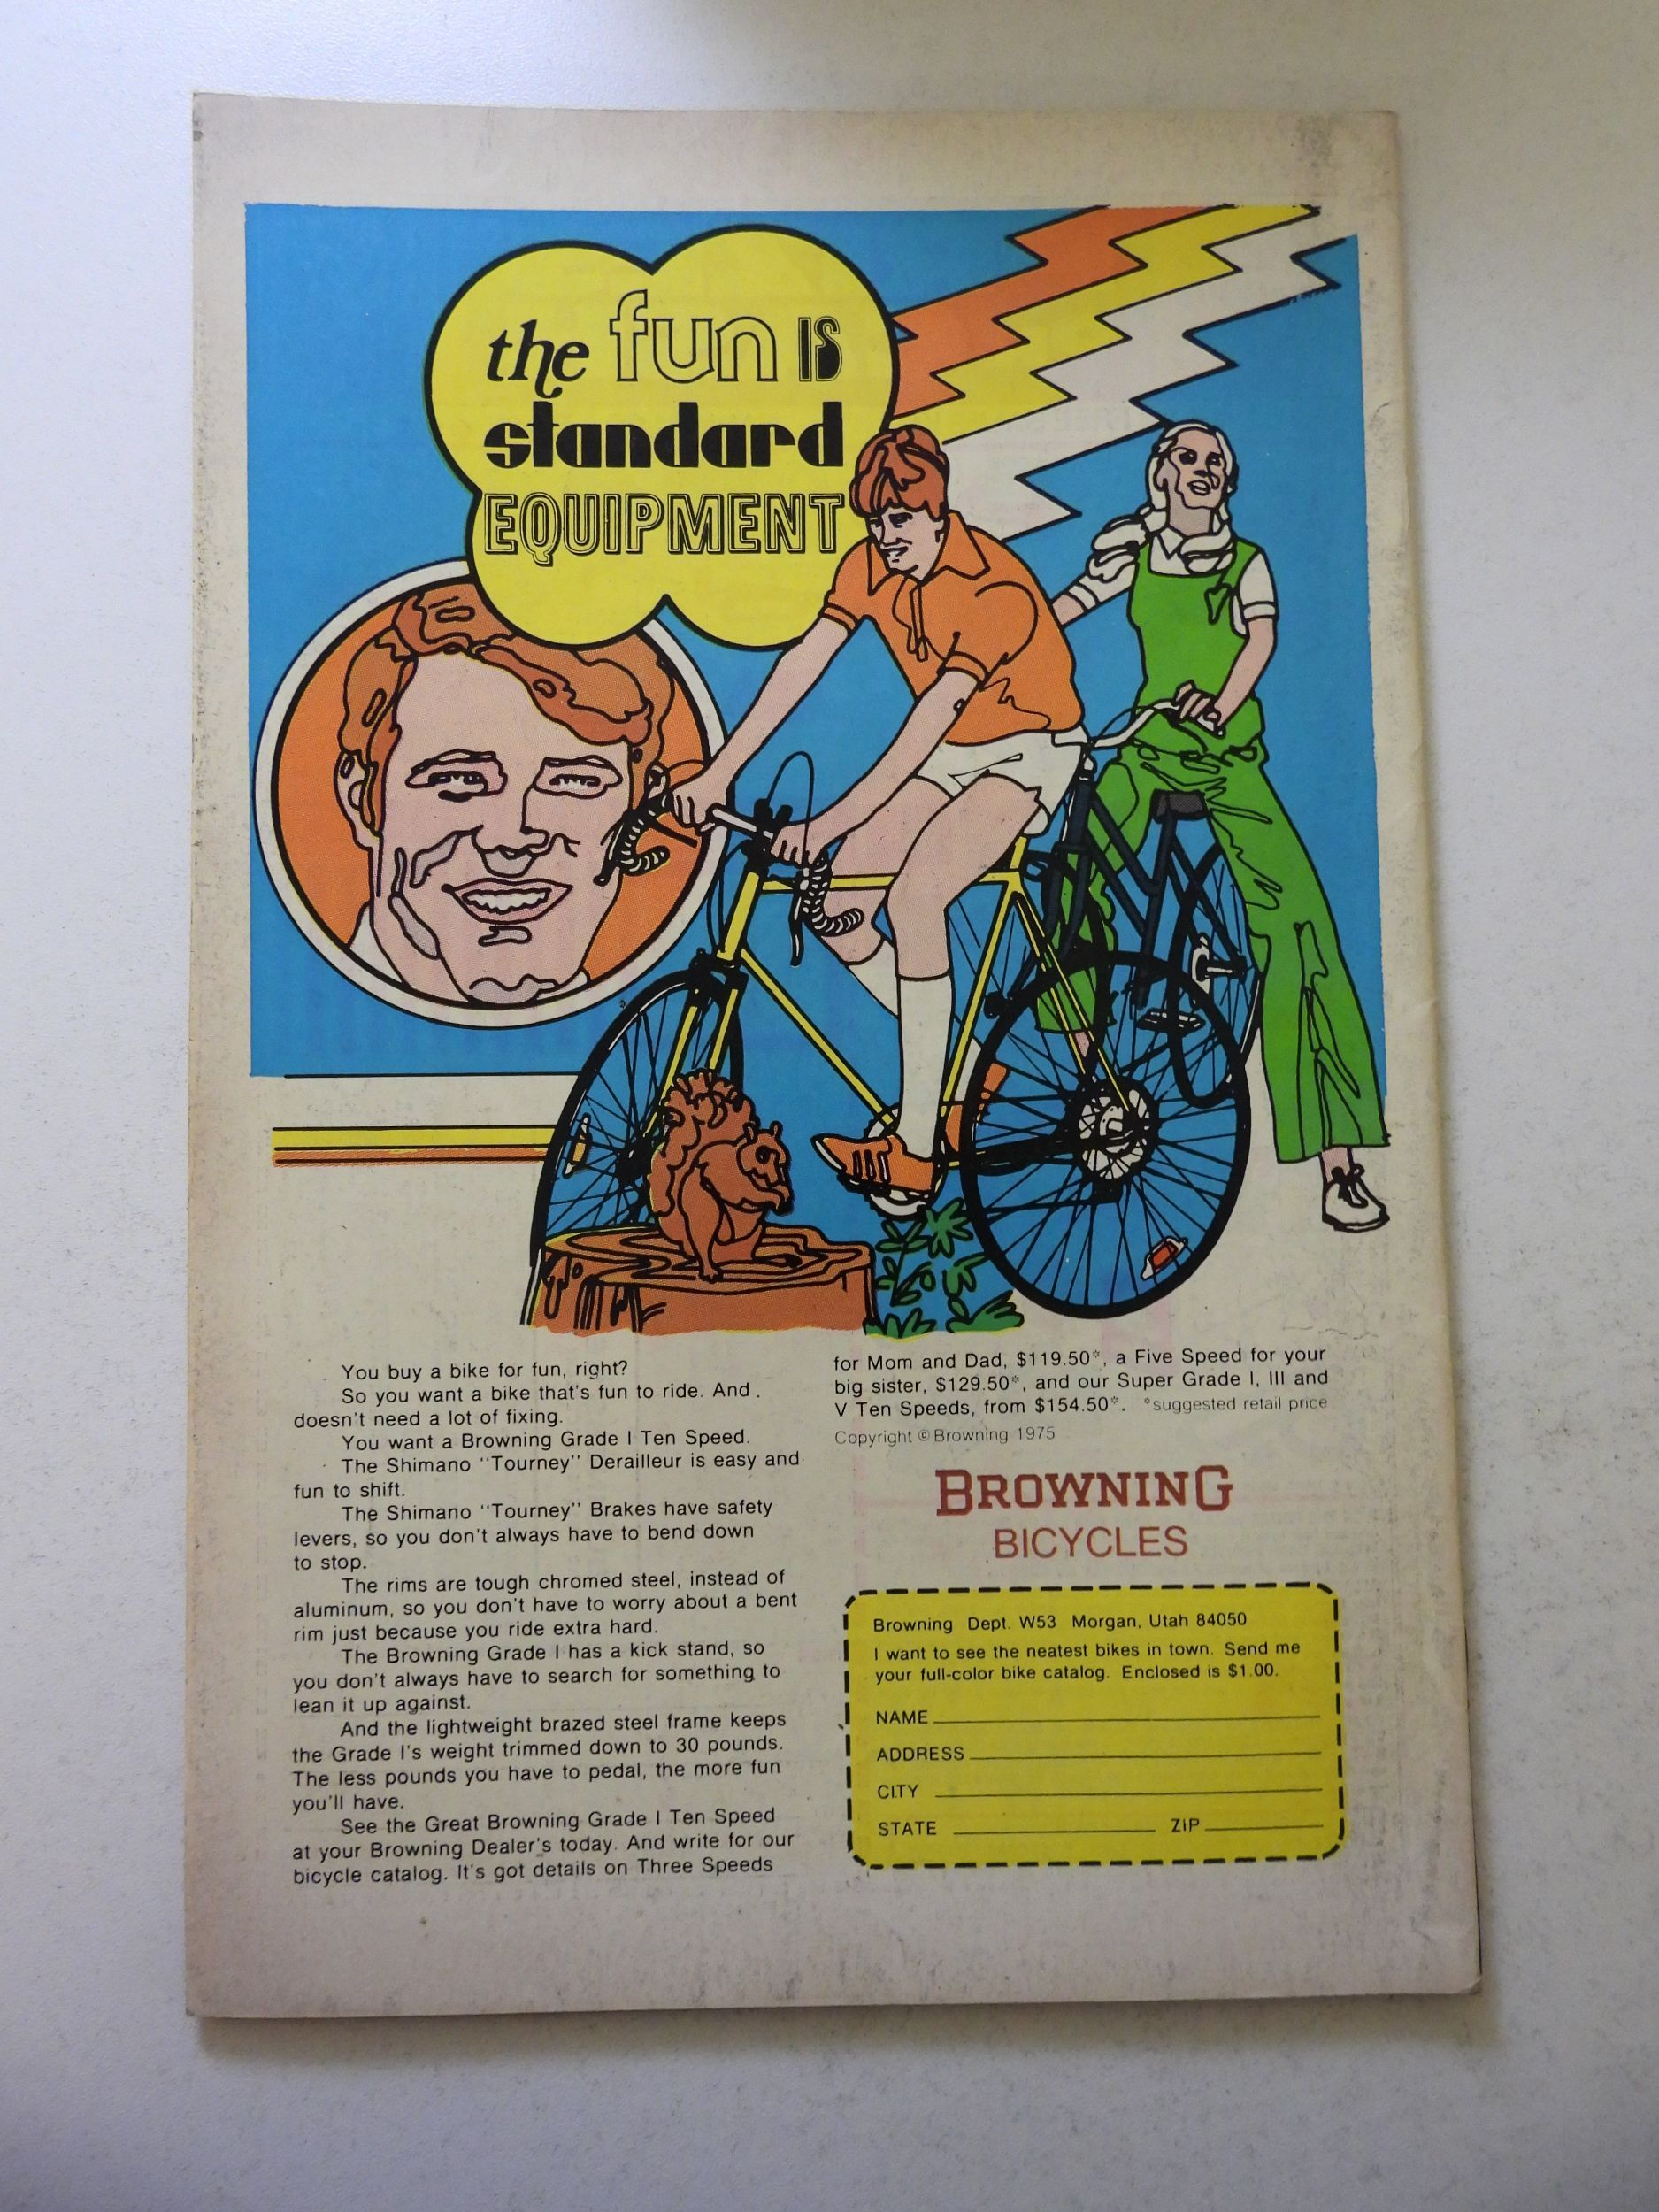 the fun IS
standard
EQUIPMENT
You buy a bike for fun, right?
So you want a bike that's fun to ride. And
doesn't need a lot of fixing.
You want a Browning Grade I Ten Speed.
The Shimano "Tourney" Derailleur is easy and
fun to shift.
The Shimano "Tourney" Brakes have safety
levers, so you don't always have to bend down
to stop.
The rims are tough chromed steel, instead of
aluminum, so you don't have to worry about a bent
rim just because you ride extra hard.
The Browning Grade I has a kick stand, so
you don't always have to search for something to
lean it up against.
And the lightweight brazed steel frame keeps
the Grade I's weight trimmed down to 30 pounds.
The less pounds you have to pedal, the more fun
you'll have.
See the Great Browning Grade I Ten Speed
at your Browning Dealer's today. And write for our
bicycle catalog. It's got details on Three Speeds
for Mom and Dad, $119.50*, a Five Speed for your
big sister, $129.50*, and our Super Grade I, III and
V Ten Speeds, from $154.50*. *suggested retail price
Copyright © Browning 1975
BROWNING
BICYCLES
Browning Dept. W53 Morgan, Utah 84050
I want to see the neatest bikes in town. Send me
your full-color bike catalog. Enclosed is $1.00.
NAME
ADDRESS
CITY
STATE ZIP